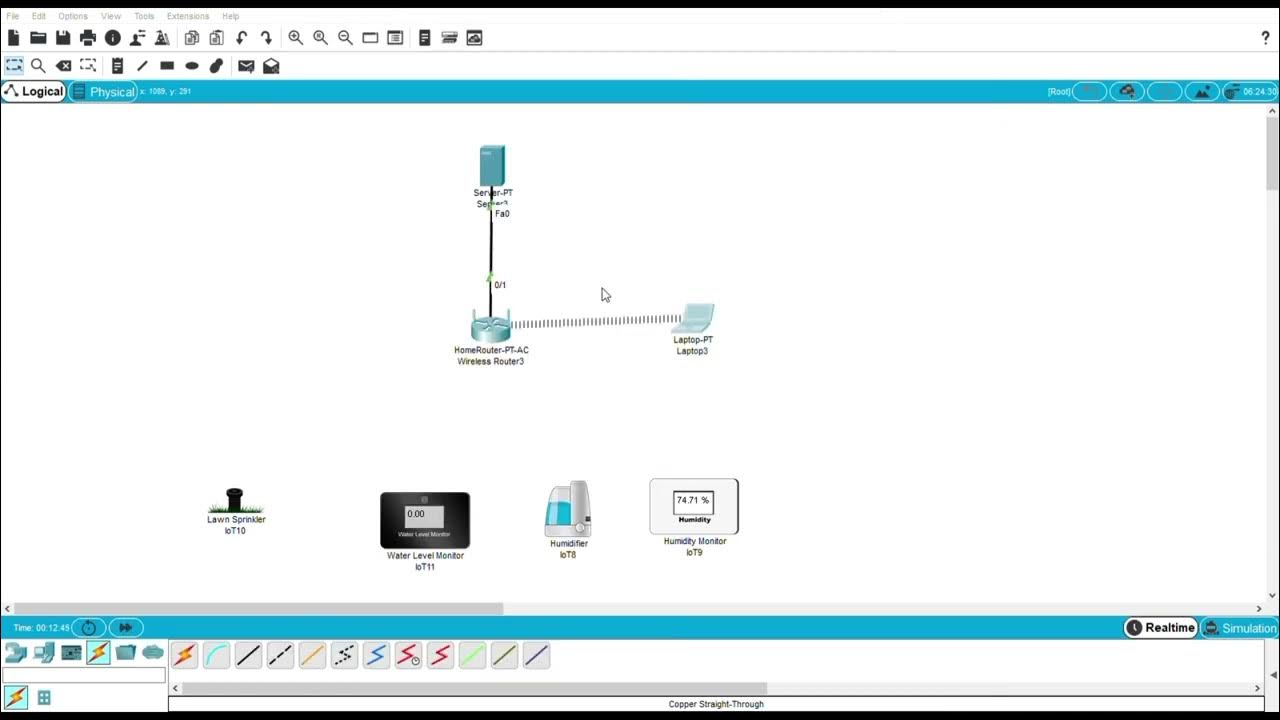 File Edit Options View Tools Extensions Help
?
Logical Physical x: 1089, y: 291 [Root] 06:24:30
Server-PT
Server3
Fa0
0/1
HomeRouter-PT-AC
Wireless Router3
Laptop-PT
Laptop3
Lawn Sprinkler
IoT10
0.00
Water Level Monitor
Water Level Monitor
IoT11
Humidifier
IoT8
74.71 %
Humidity
Humidity Monitor
IoT9
Time: 00:12:45 Realtime Simulation
Copper Straight-Through